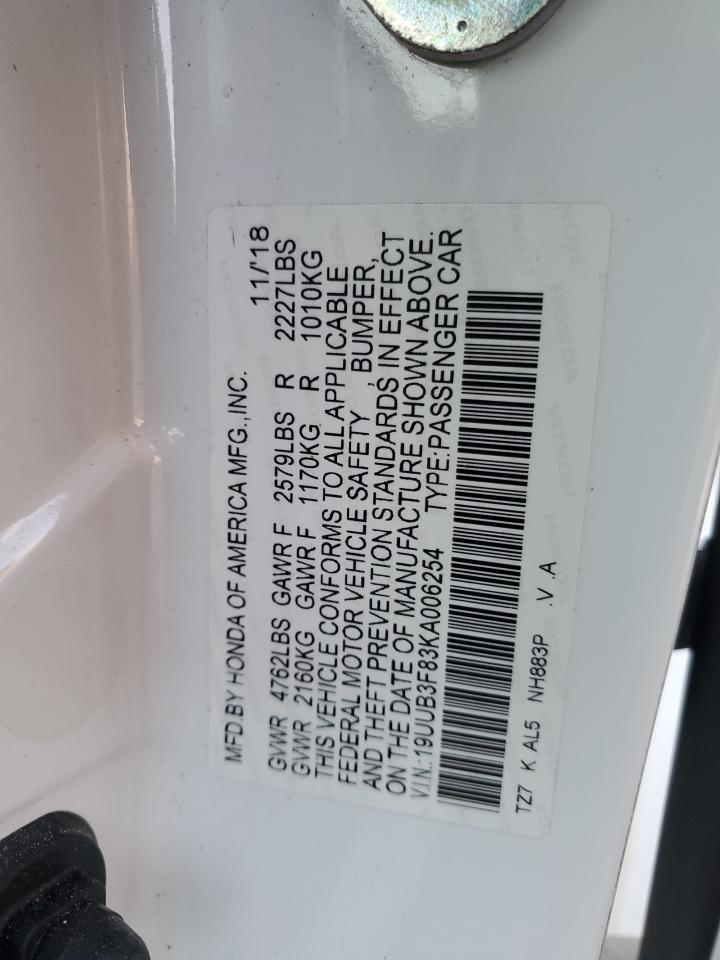 MFD.BY HONDA OF AMERICA MFG.,INC. 11/'18
GVWR 4762LBS GAWR F 2579LBS R 2227LBS
GVWR 2160KG GAWR F 1170KG R 1010KG
THIS VEHICLE CONFORMS TO ALL APPLICABLE
FEDERAL MOTOR VEHICLE SAFETY , BUMPER,
AND THEFT PREVENTION STANDARDS IN EFFECT
ON THE DATE OF MANUFACTURE SHOWN ABOVE.
V.I.N.:19UUB3F83KA006254 TYPE:PASSENGER CAR
TZ7 K AL5 NH883P .V .A